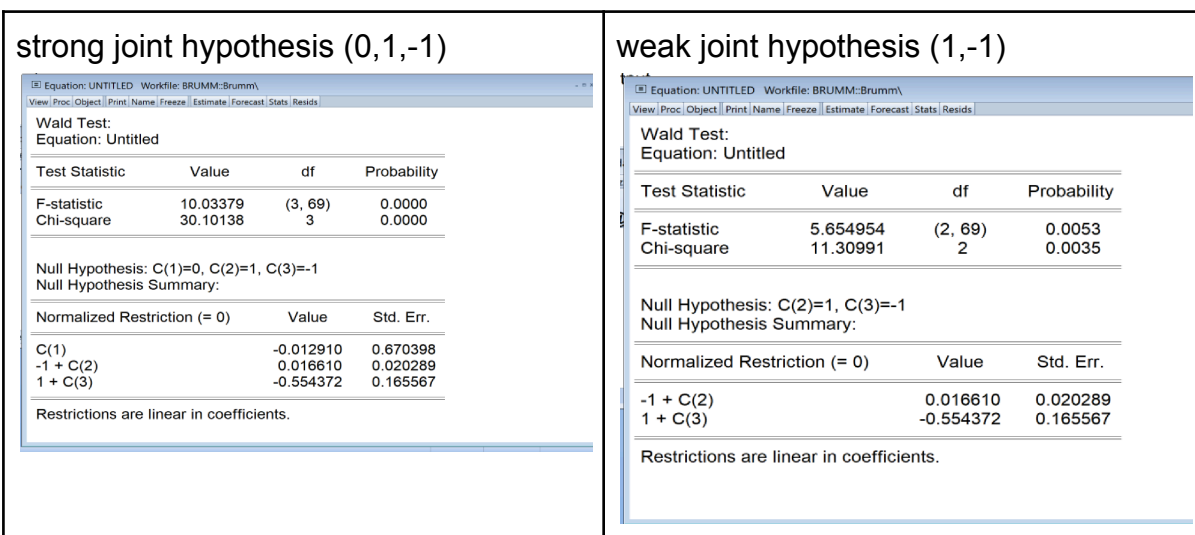 strong joint hypothesis (0,1,-1)
Equation: UNTITLED Workfile: BRUMM::Brumm\
View Proc Object Print Name Freeze Estimate Forecast Stats Resids
Wald Test:
Equation: Untitled
Test Statistic Value df Probability
F-statistic 10.03379 (3, 69) 0.0000
Chi-square 30.10138 3 0.0000
Null Hypothesis: C(1)=0, C(2)=1, C(3)=-1
Null Hypothesis Summary:
Normalized Restriction (= 0) Value Std. Err.
C(1) -0.012910 0.670398
-1 + C(2) 0.016610 0.020289
1 + C(3) -0.554372 0.165567
Restrictions are linear in coefficients.
weak joint hypothesis (1,-1)
Equation: UNTITLED Workfile: BRUMM::Brumm\
View Proc Object Print Name Freeze Estimate Forecast Stats Resids
Wald Test:
Equation: Untitled
Test Statistic Value df Probability
F-statistic 5.654954 (2, 69) 0.0053
Chi-square 11.30991 2 0.0035
Null Hypothesis: C(2)=1, C(3)=-1
Null Hypothesis Summary:
Normalized Restriction (= 0) Value Std. Err.
-1 + C(2) 0.016610 0.020289
1 + C(3) -0.554372 0.165567
Restrictions are linear in coefficients.